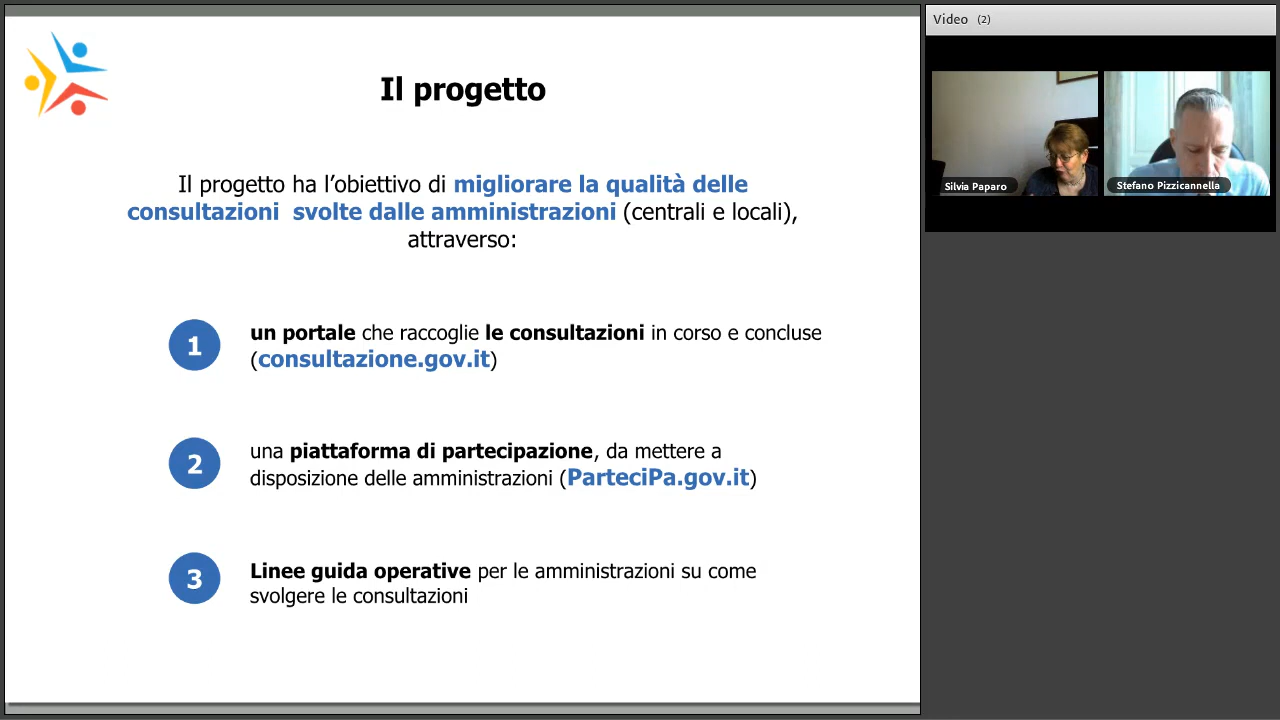 Il progetto
Il progetto ha l’obiettivo di migliorare la qualità delle
consultazioni svolte dalle amministrazioni (centrali e locali),
attraverso:
1
un portale che raccoglie le consultazioni in corso e concluse
(consultazione.gov.it)
2
una piattaforma di partecipazione, da mettere a
disposizione delle amministrazioni (ParteciPa.gov.it)
3
Linee guida operative per le amministrazioni su come
svolgere le consultazioni
Video (2)
Silvia Paparo
Stefano Pizzicannella